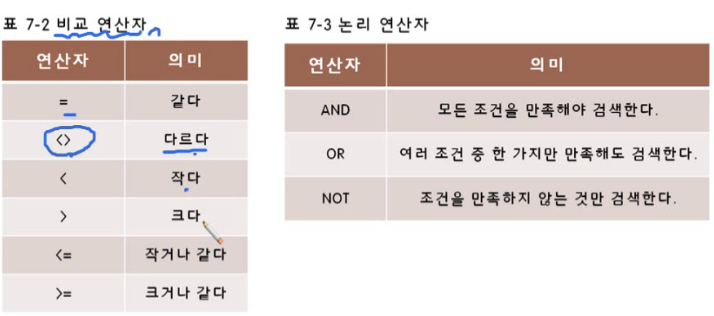 표 7-2 비교 연산자
연산자 의미
= 같다
<> 다르다
< 작다
> 크다
<= 작거나 같다
>= 크거나 같다
표 7-3 논리 연산자
연산자 의미
AND 모든 조건을 만족해야 검색한다.
OR 여러 조건 중 한 가지만 만족해도 검색한다.
NOT 조건을 만족하지 않는 것만 검색한다.